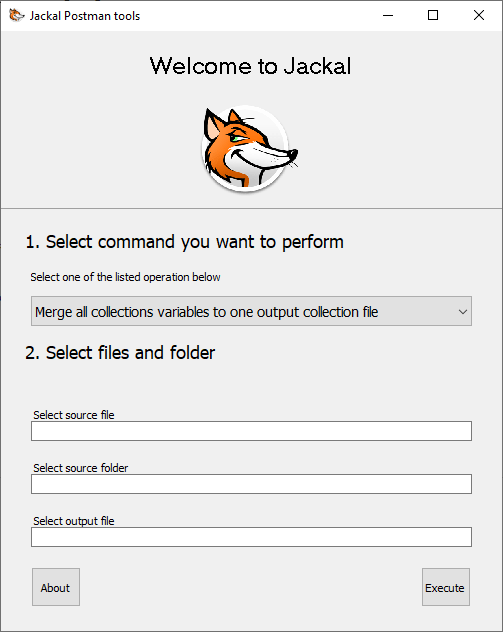 Jackal Postman tools
Welcome to Jackal
1. Select command you want to perform
Select one of the listed operation below
Merge all collections variables to one output collection file
2. Select files and folder
Select source file
Select source folder
Select output file
About
Execute